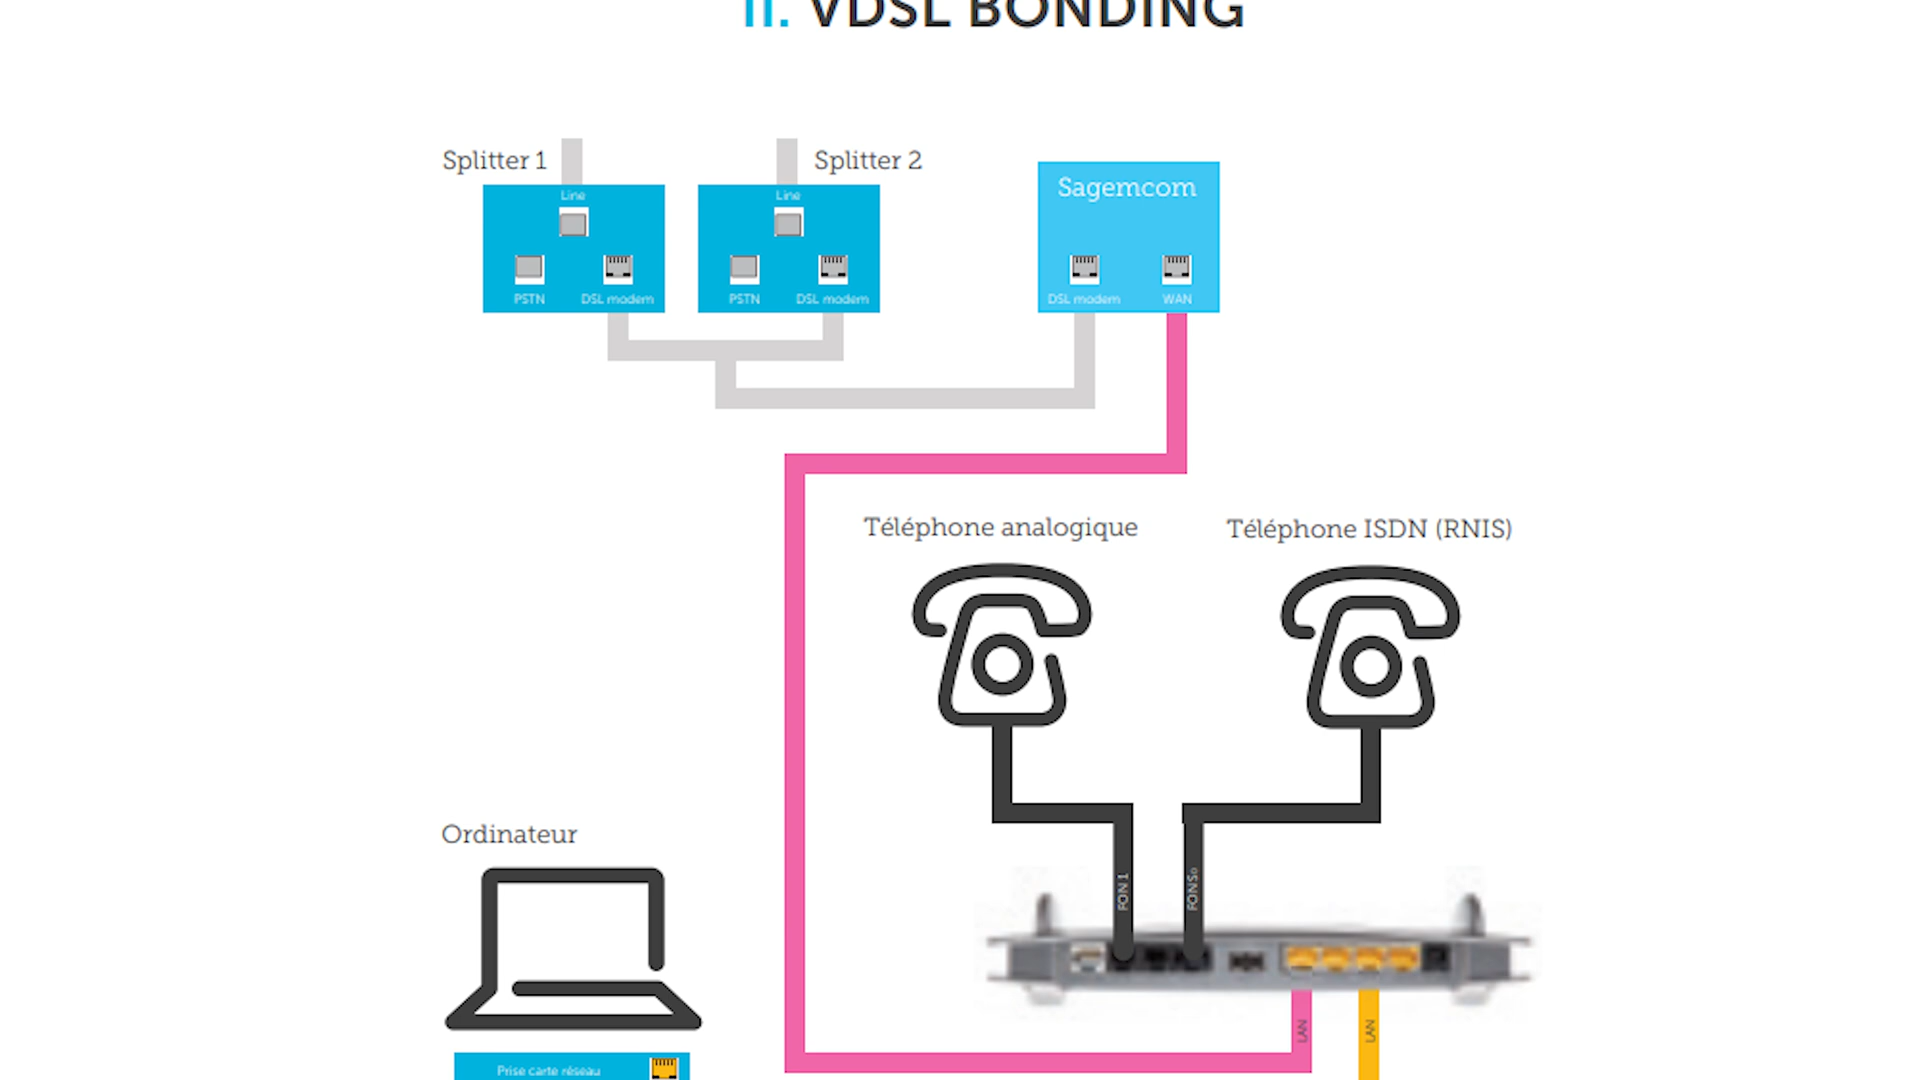 II. VDSL BONDING
Splitter 1
Splitter 2
Line
PSTN
DSL modem
Line
PSTN
DSL modem
Sagemcom
DSL modem
WAN
Téléphone analogique
Téléphone ISDN (RNIS)
Ordinateur
FON 1
FON S₀
LAN
LAN
Prise carte réseau